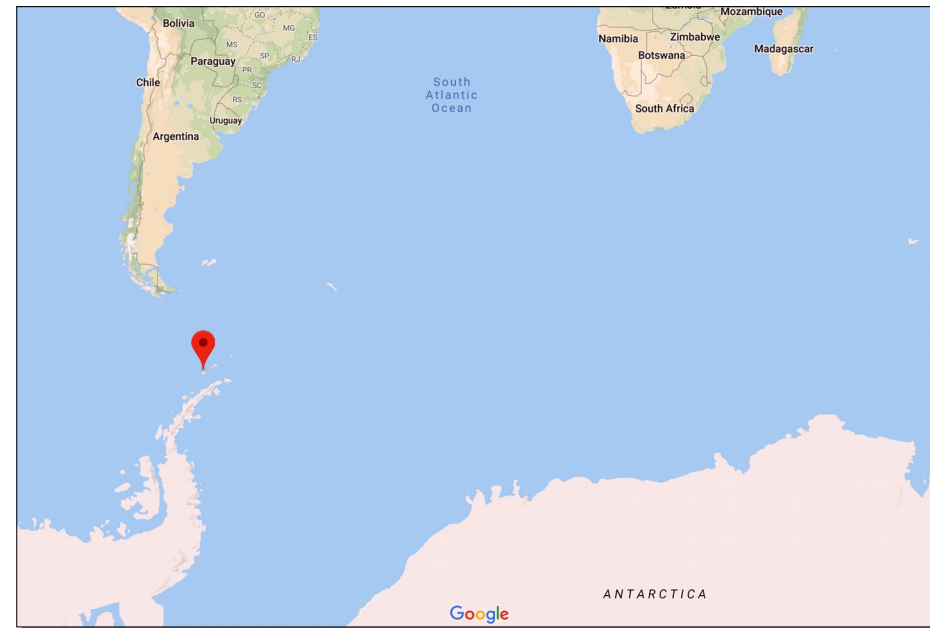 Zambia
Mozambique
Bolivia
GO
MG
MS
ES
Namibia
Zimbabwe
Madagascar
Paraguay
SP
RJ
Botswana
PR
Chile
SC
South
Atlantic
Ocean
RS
South Africa
Uruguay
Argentina
ANTARCTICA
Google